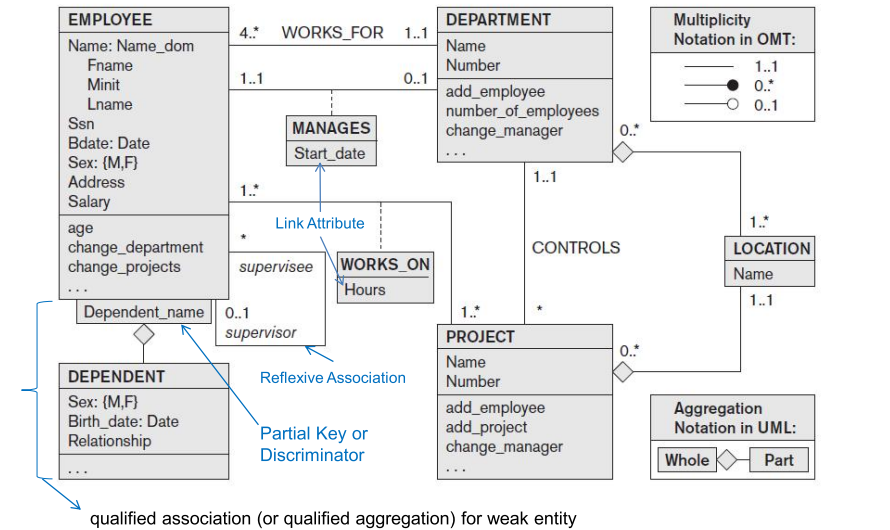 EMPLOYEE
Name: Name_dom
Fname
Minit
Lname
Ssn
Bdate: Date
Sex: {M,F}
Address
Salary
age
change_department
change_projects
. . .
Dependent_name
DEPENDENT
Sex: {M,F}
Birth_date: Date
Relationship
. . .
4..* WORKS_FOR 1..1
1..1 0..1
MANAGES
Start_date
Link Attribute
1..*
*
supervisee
0..1
supervisor
WORKS_ON
Hours
Reflexive Association
Partial Key or
Discriminator
DEPARTMENT
Name
Number
add_employee
number_of_employees
change_manager
. . .
0..*
1..1
CONTROLS
1..* *
PROJECT
Name
Number
add_employee
add_project
change_manager
. . .
0..*
1..*
LOCATION
Name
1..1
Multiplicity
Notation in OMT:
1..1
0..*
0..1
Aggregation
Notation in UML:
Whole Part
qualified association (or qualified aggregation) for weak entity